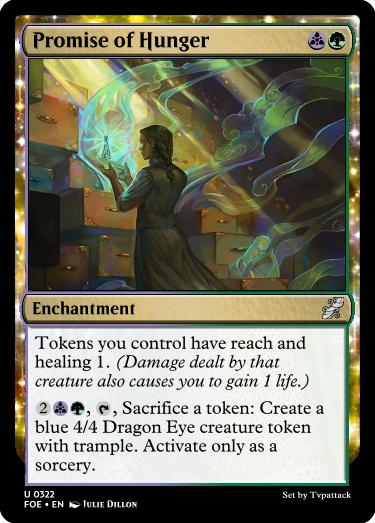 Promise of Hunger
Enchantment
Tokens you control have reach and
healing 1. (Damage dealt by that
creature also causes you to gain 1 life.)
2, , Sacrifice a token: Create a
blue 4/4 Dragon Eye creature token
with trample. Activate only as a
sorcery.
U 0322
FOE • EN Julie Dillon
Set by Tvpattack